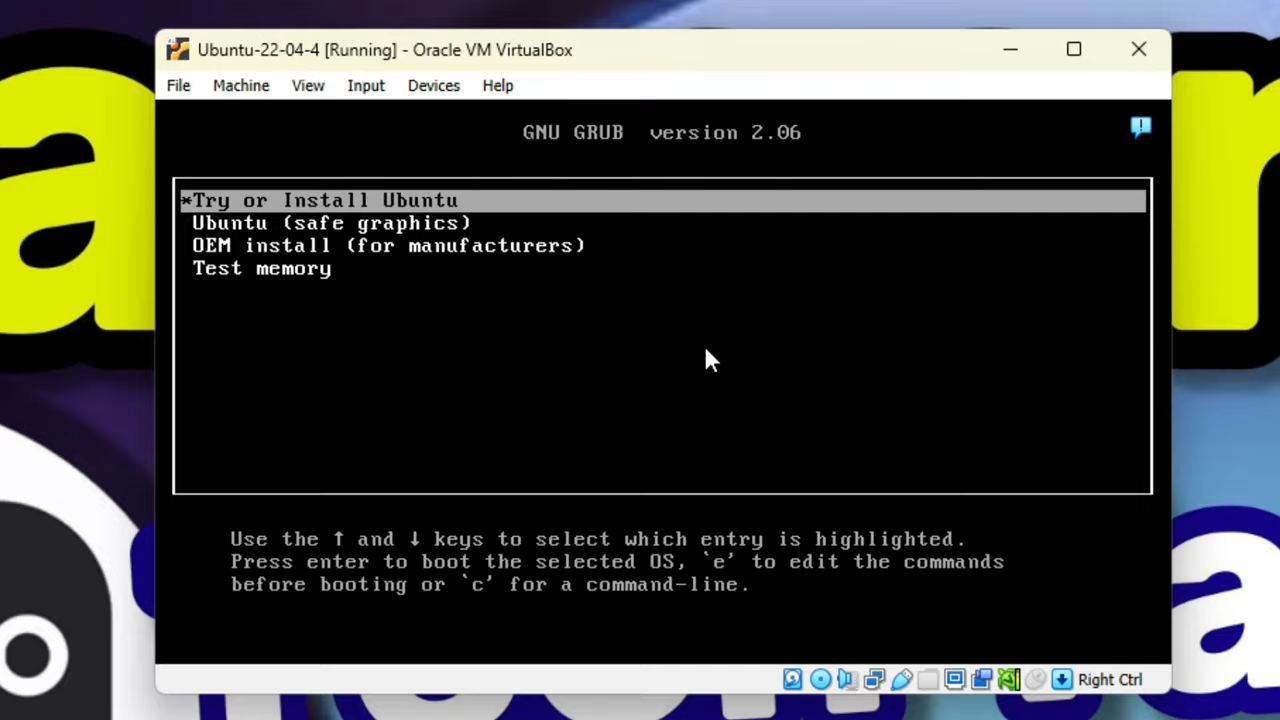 Ubuntu-22-04-4 [Running] - Oracle VM VirtualBox
File Machine View Input Devices Help
GNU GRUB version 2.06
*Try or Install Ubuntu
Ubuntu (safe graphics)
OEM install (for manufacturers)
Test memory
Use the ↑ and ↓ keys to select which entry is highlighted.
Press enter to boot the selected OS, `e' to edit the commands
before booting or `c' for a command-line.
Right Ctrl